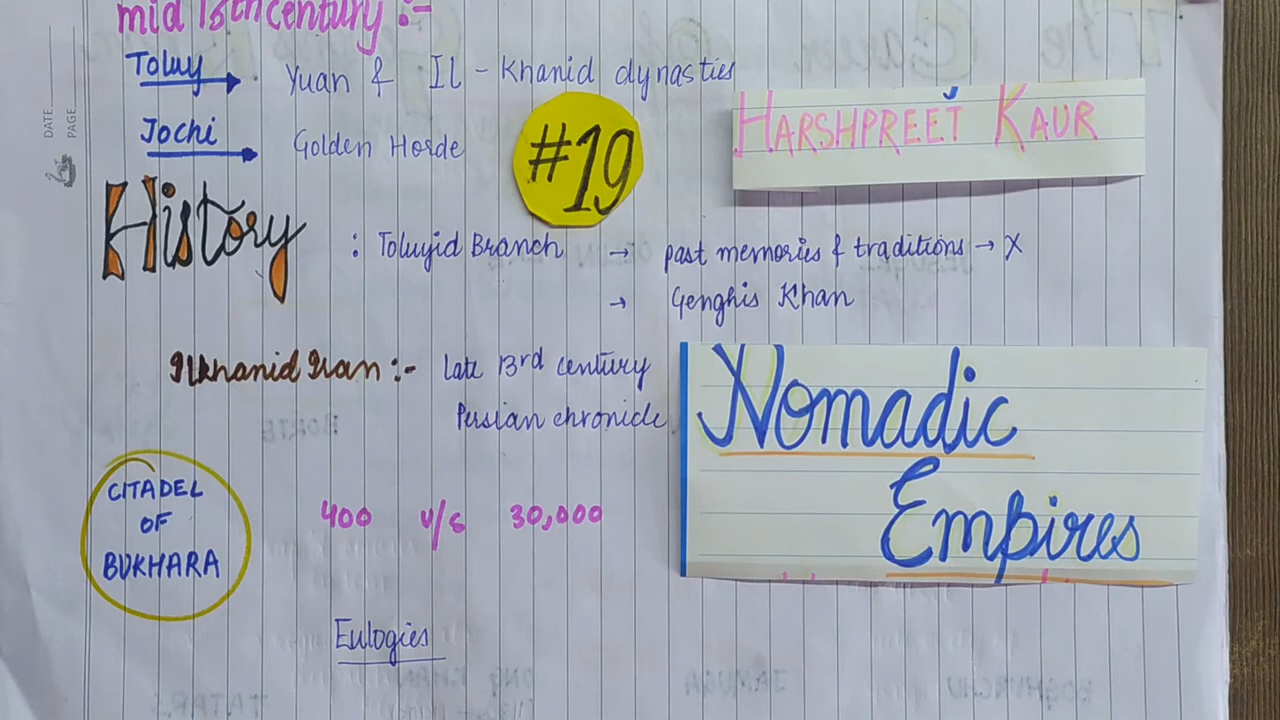 mid 13th century :-
DATE
PAGE
Toluy → Yuan & Il - Khanid dynasties
Jochi → Golden Horde
#19
HARSHPREET KAUR
History
: Toluyid Branch → past memories & traditions → X
→ Genghis Khan
Ilkhanid Iran :- late 13rd century
Persian chronicle
Nomadic
Empires
CITADEL
OF
BUKHARA
400 v/s 30,000
Eulogies